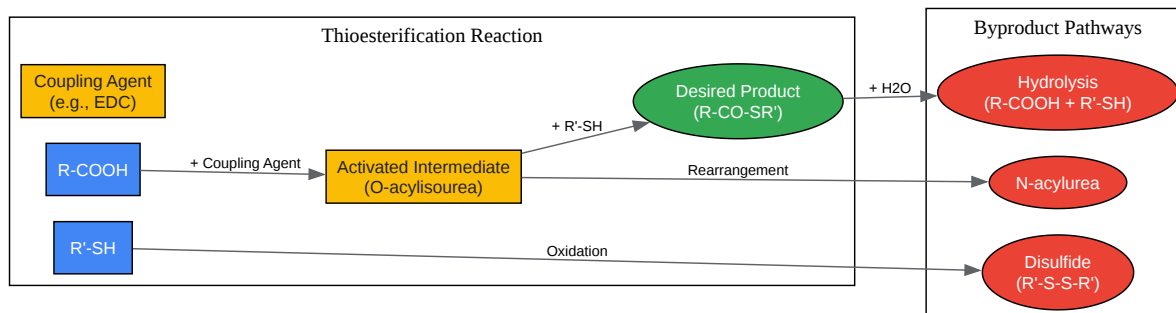 Thioesterification Reaction
Byproduct Pathways
Coupling Agent
(e.g., EDC)
Desired Product
(R-CO-SR')
+ H2O
Hydrolysis
(R-COOH + R'-SH)
+ R'-SH
R-COOH
+ Coupling Agent
Activated Intermediate
(O-acylisourea)
Rearrangement
N-acylurea
R'-SH
Oxidation
Disulfide
(R'-S-S-R')